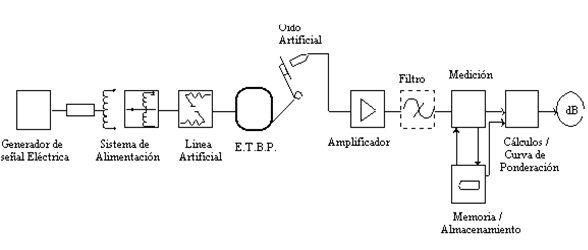 Oído
Artificial
Generador de
señal Eléctrica
Sistema de
Alimentación
Linea
Artificial
E.T.B.P.
Amplificador
Filtro
Medición
Cálculos /
Curva de
Ponderación
dB
Memoria /
Almacenamiento